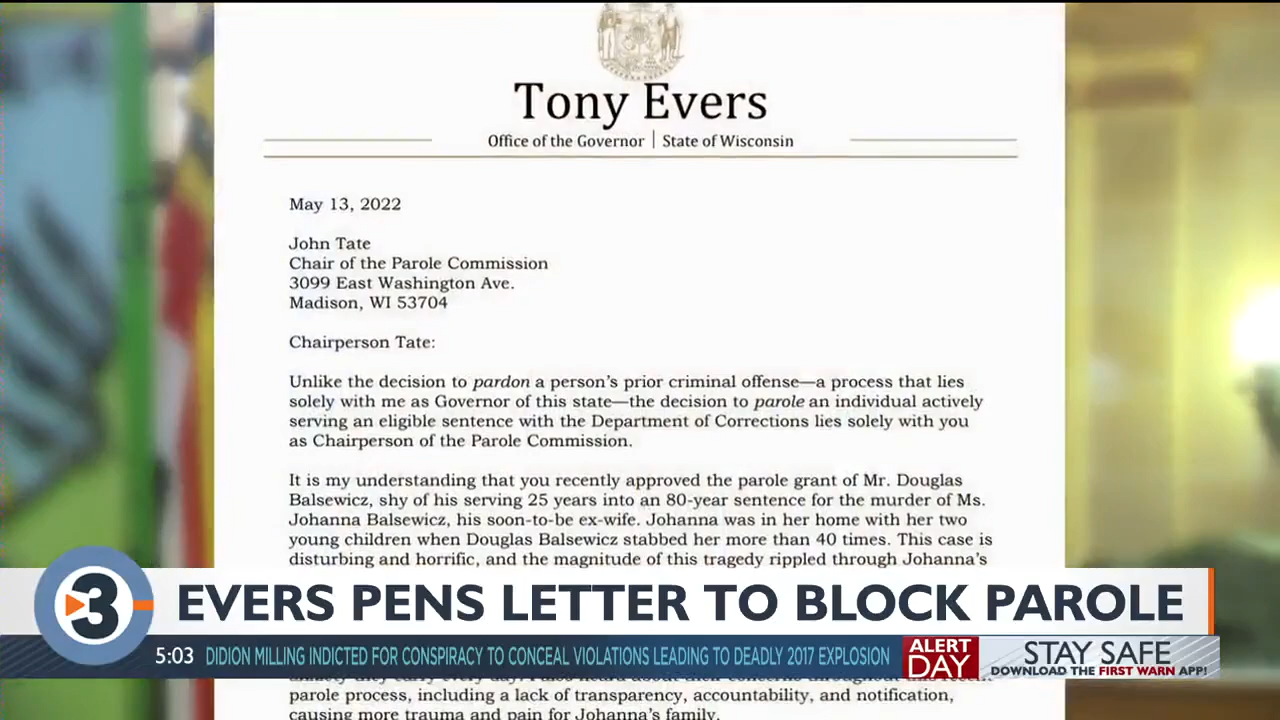 Tony Evers
Office of the Governor | State of Wisconsin
May 13, 2022
John Tate
Chair of the Parole Commission
3099 East Washington Ave.
Madison, WI 53704
Chairperson Tate:
Unlike the decision to pardon a person's prior criminal offense—a process that lies
solely with me as Governor of this state—the decision to parole an individual actively
serving an eligible sentence with the Department of Corrections lies solely with you
as Chairperson of the Parole Commission.
It is my understanding that you recently approved the parole grant of Mr. Douglas
Balsewicz, shy of his serving 25 years into an 80-year sentence for the murder of Ms.
Johanna Balsewicz, his soon-to-be ex-wife. Johanna was in her home with her two
young children when Douglas Balsewicz stabbed her more than 40 times. This case is
disturbing and horrific, and the magnitude of this tragedy rippled through Johanna's
3
EVERS PENS LETTER TO BLOCK PAROLE
5:03 DIDION MILLING INDICTED FOR CONSPIRACY TO CONCEAL VIOLATIONS LEADING TO DEADLY 2017 EXPLOSION
ALERT
DAY
STAY SAFE
DOWNLOAD THE FIRST WARN APP!
parole process, including a lack of transparency, accountability, and notification,
causing more trauma and pain for Johanna's family.